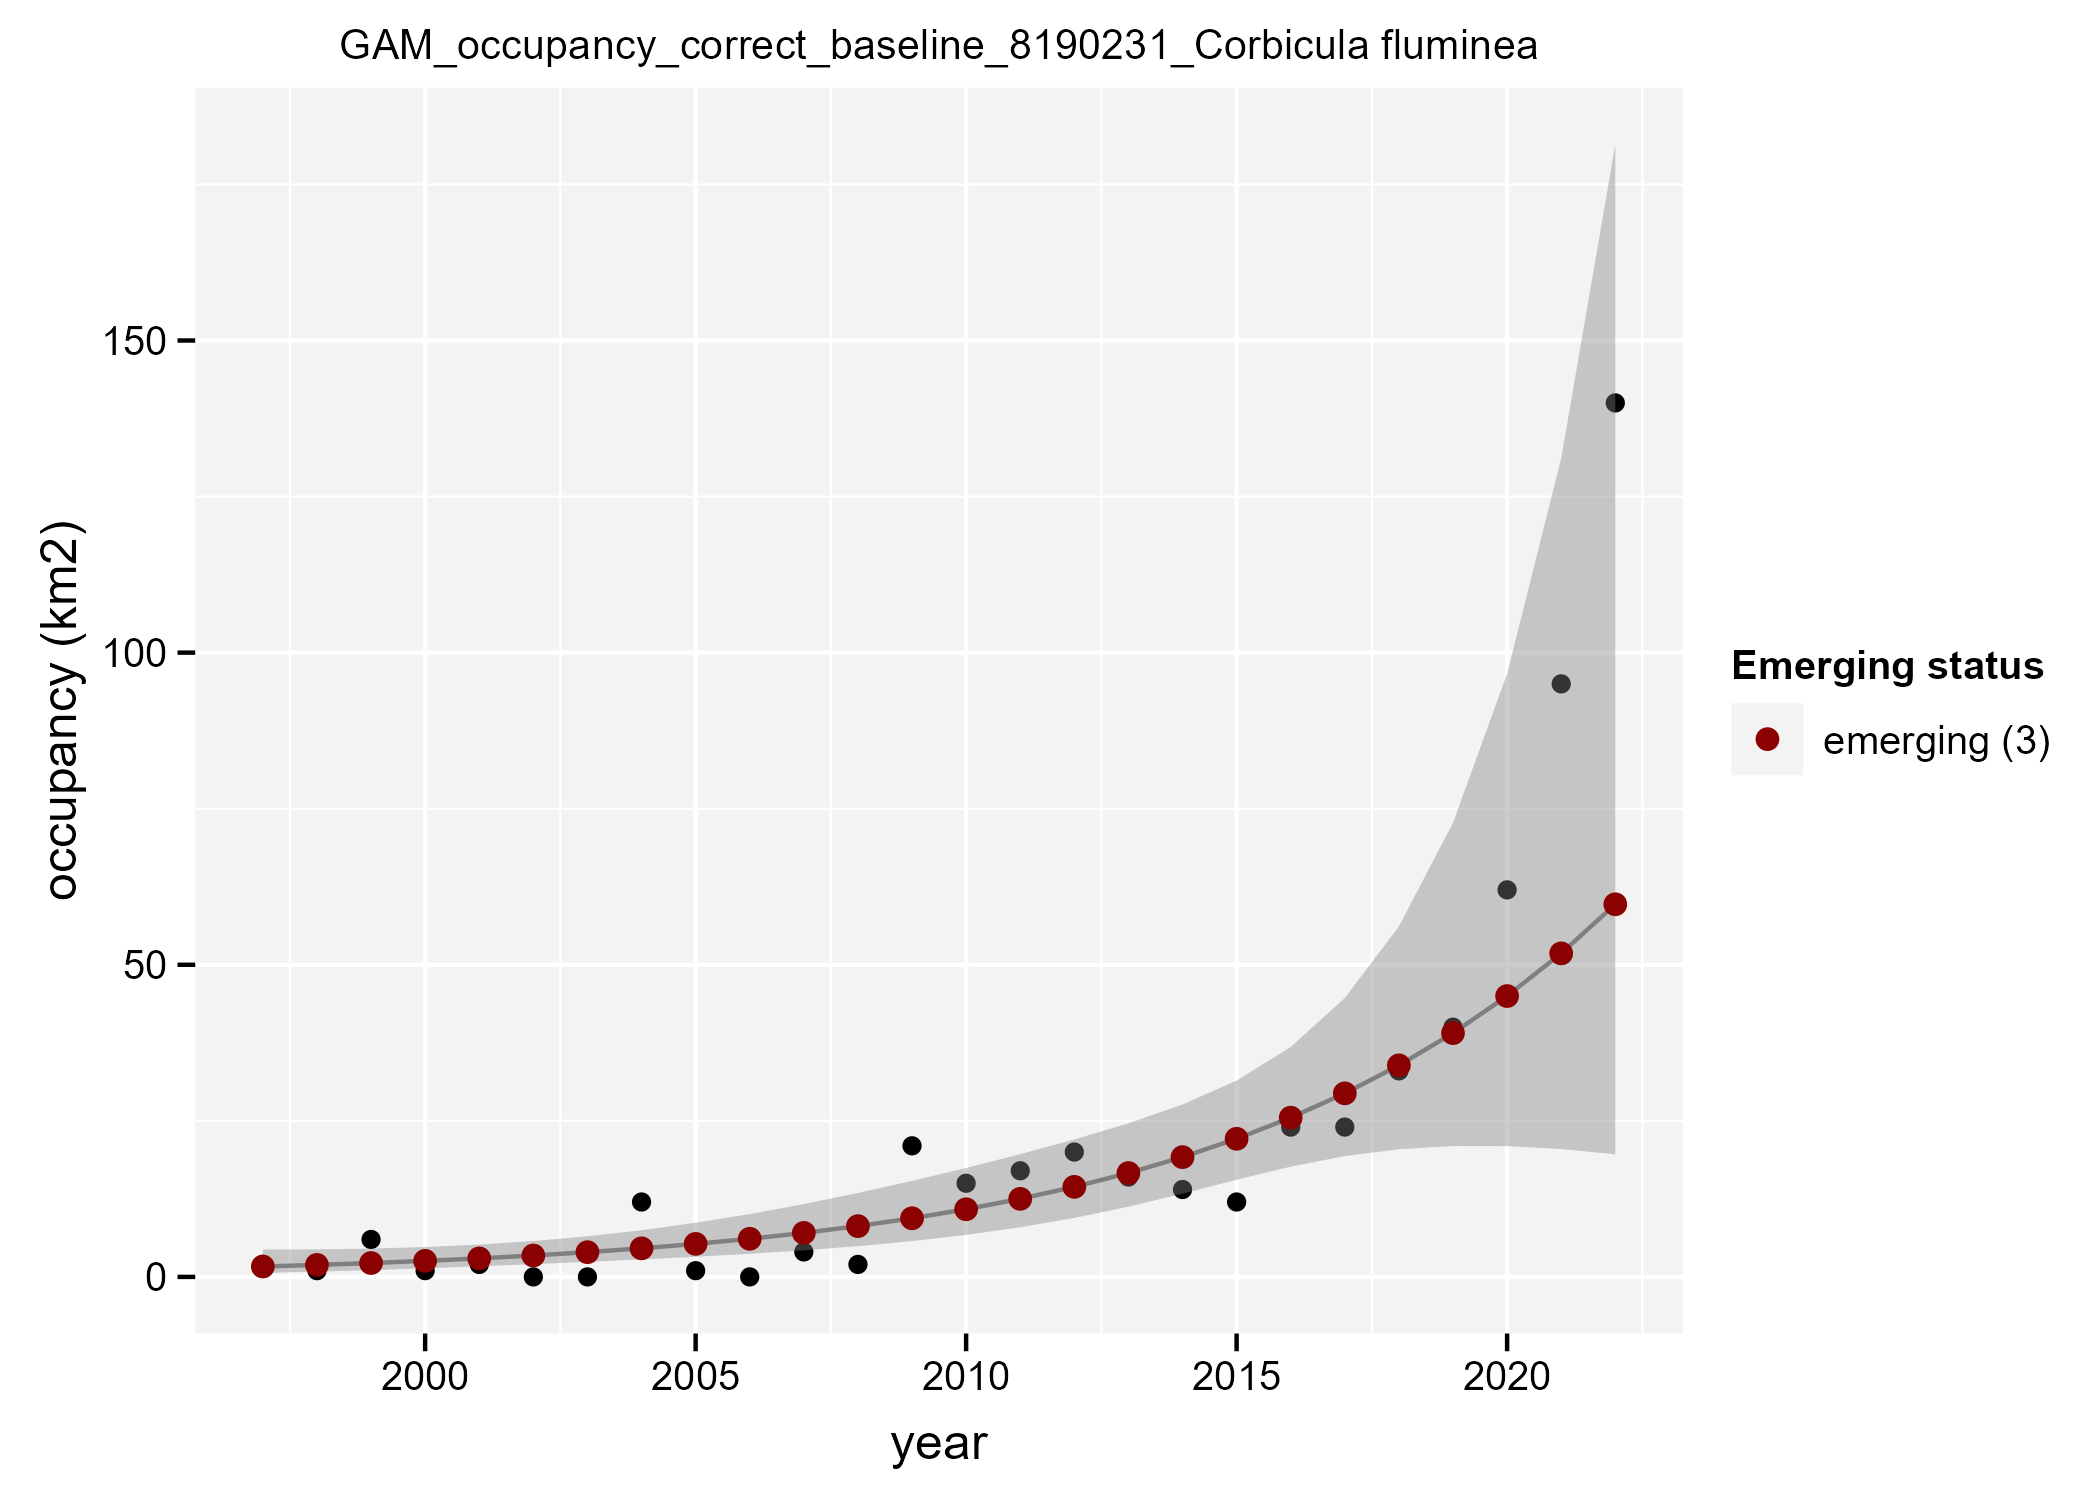 GAM_occupancy_correct_baseline_8190231_Corbicula fluminea
occupancy (km2)
150
100
50
0
2000 2005 2010 2015 2020
year
Emerging status
emerging (3)